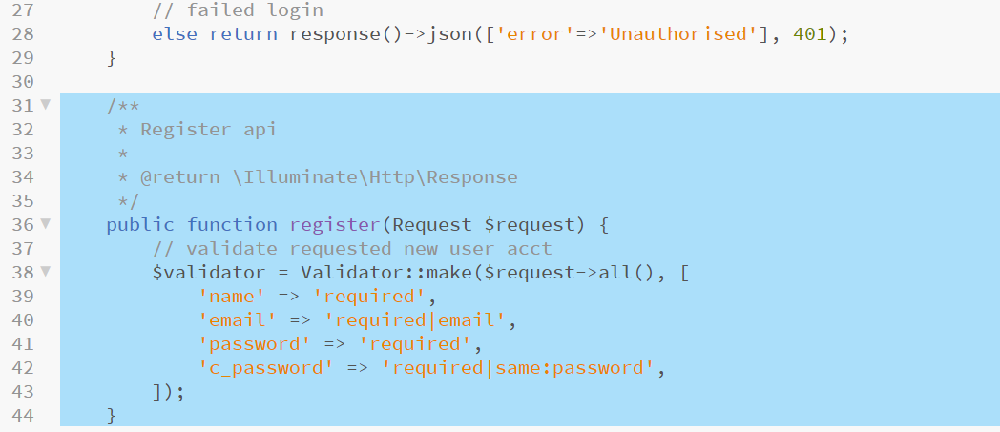 27 // failed login
28 else return response()->json(['error'=>'Unauthorised'], 401);
29 }
30
31 /**
32 * Register api
33 *
34 * @return \Illuminate\Http\Response
35 */
36 public function register(Request $request) {
37 // validate requested new user acct
38 $validator = Validator::make($request->all(), [
39 'name' => 'required',
40 'email' => 'required|email',
41 'password' => 'required',
42 'c_password' => 'required|same:password',
43 ]);
44 }